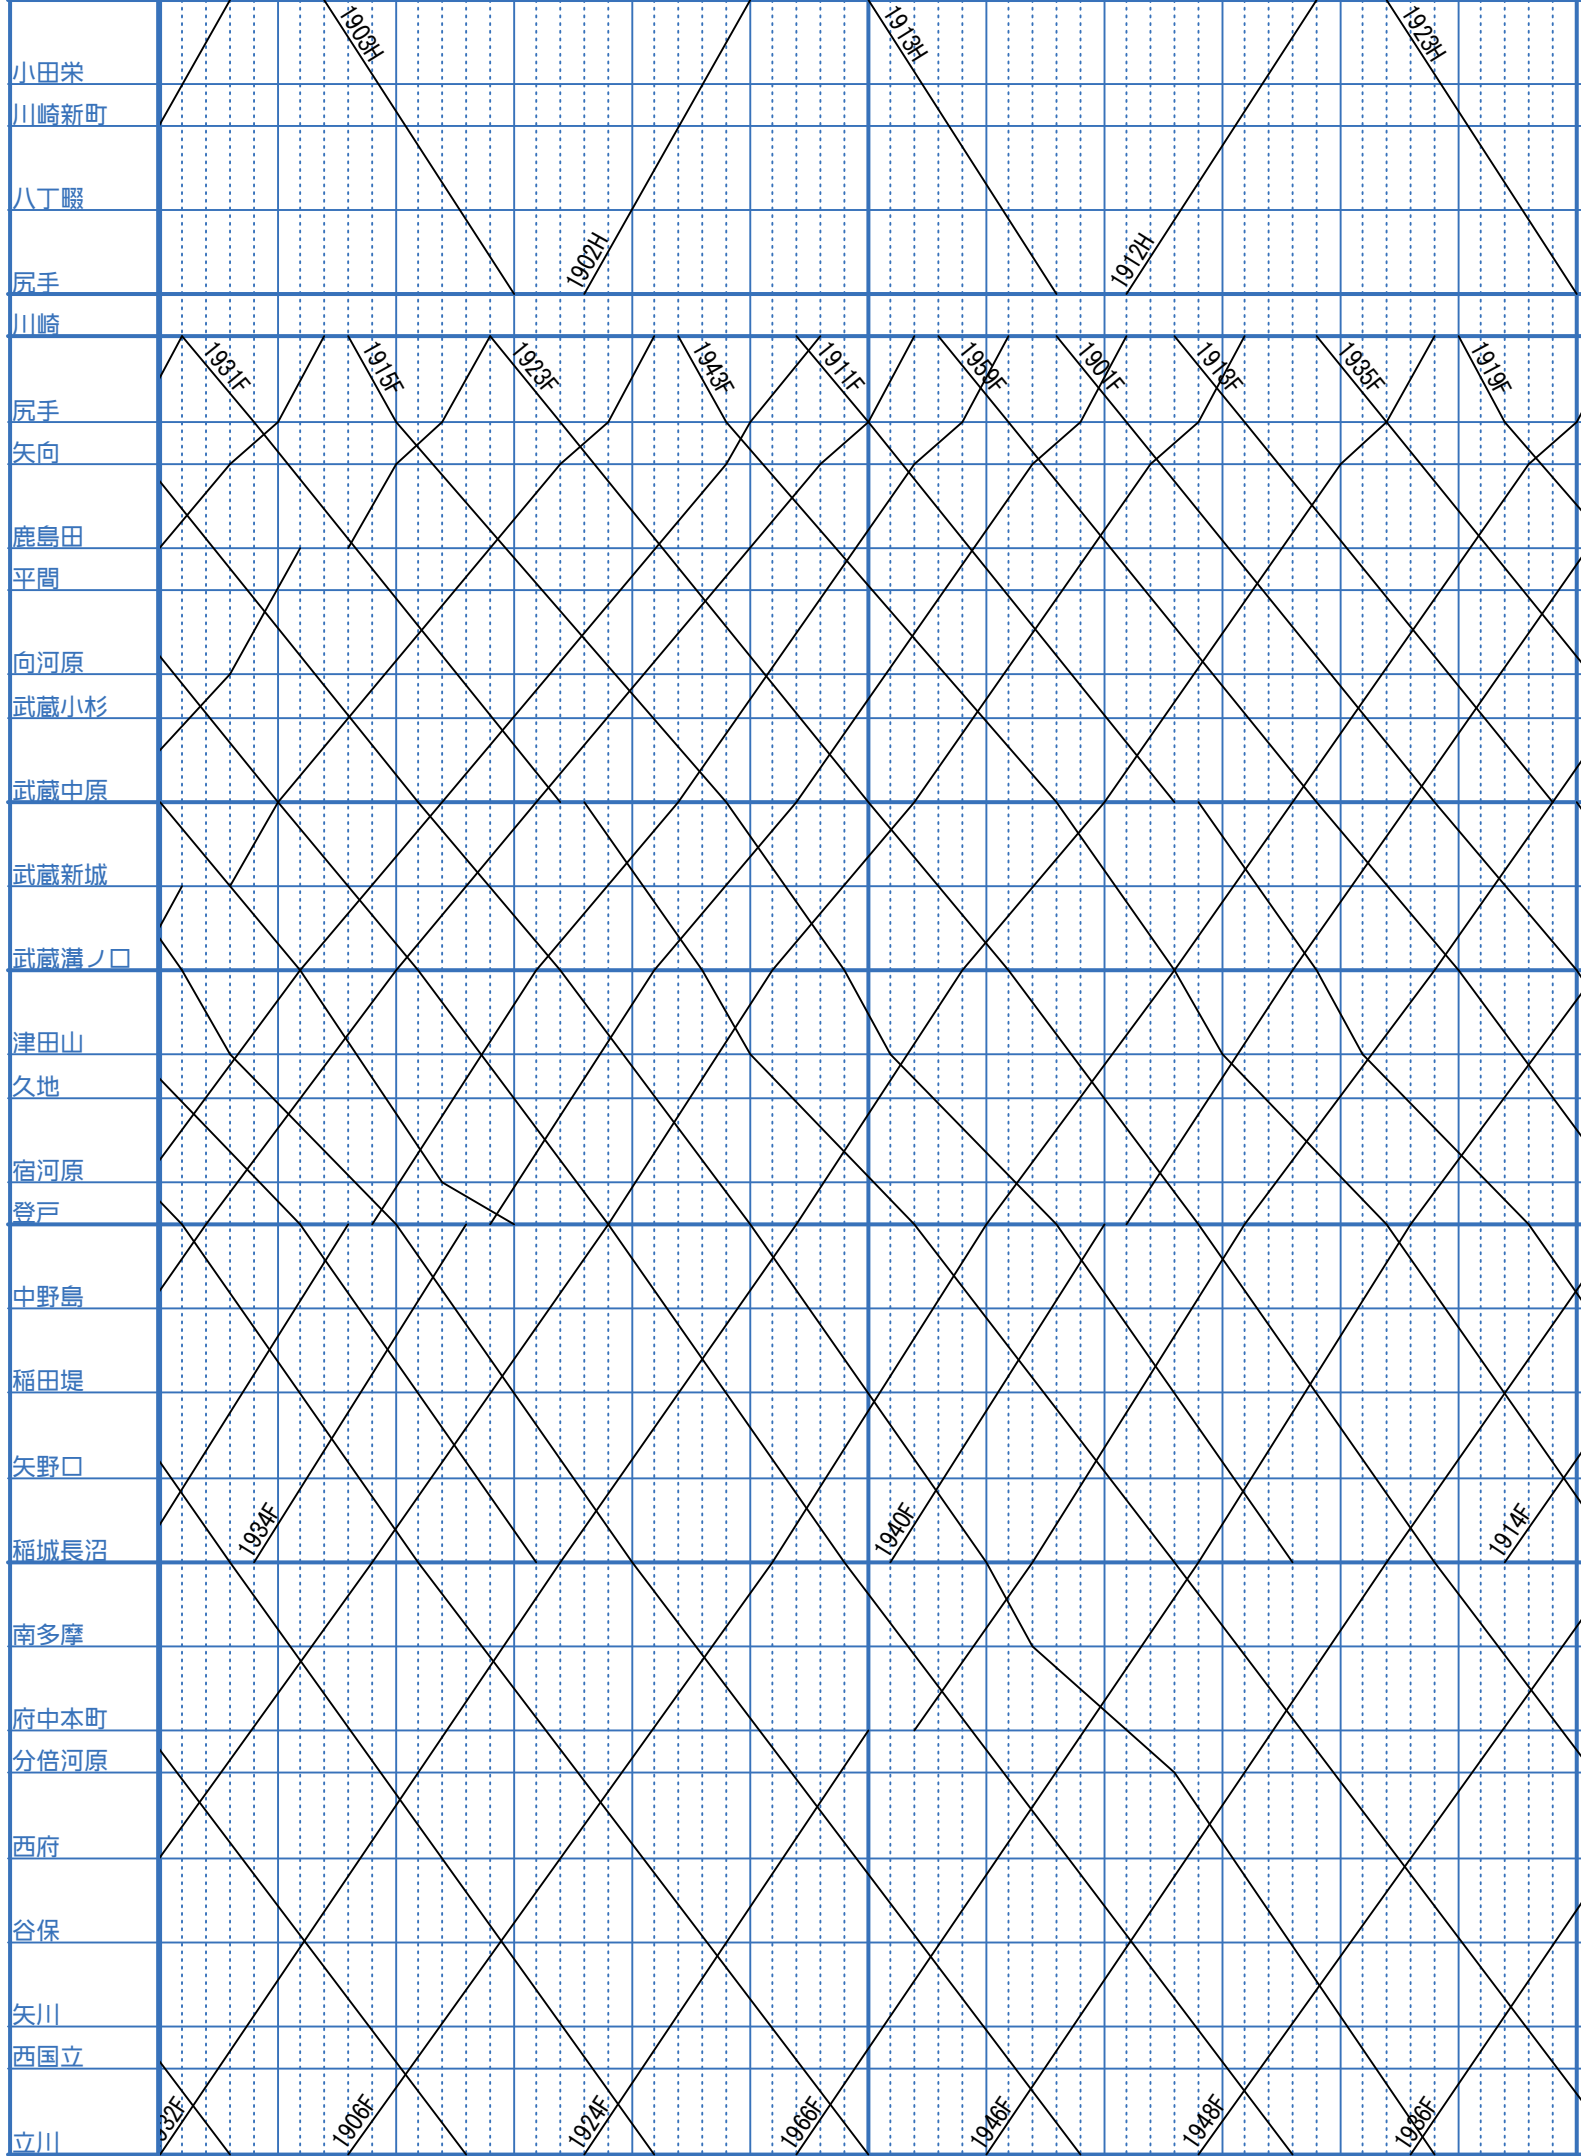 1903H
1913H
1923H
小田栄
川崎新町
八丁畷
1902H
1912H
尻手
川崎
1931F
1915F
1923F
1943F
1911F
1959F
1901F
1913F
1935F
1919F
尻手
矢向
鹿島田
平間
向河原
武蔵小杉
武蔵中原
武蔵新城
武蔵溝ノ口
津田山
久地
宿河原
登戸
中野島
稲田堤
矢野口
1934F
1940F
1914F
稲城長沼
南多摩
府中本町
分倍河原
西府
谷保
矢川
西国立
932F
1906F
1924F
1966F
1946F
1948F
1936F
立川